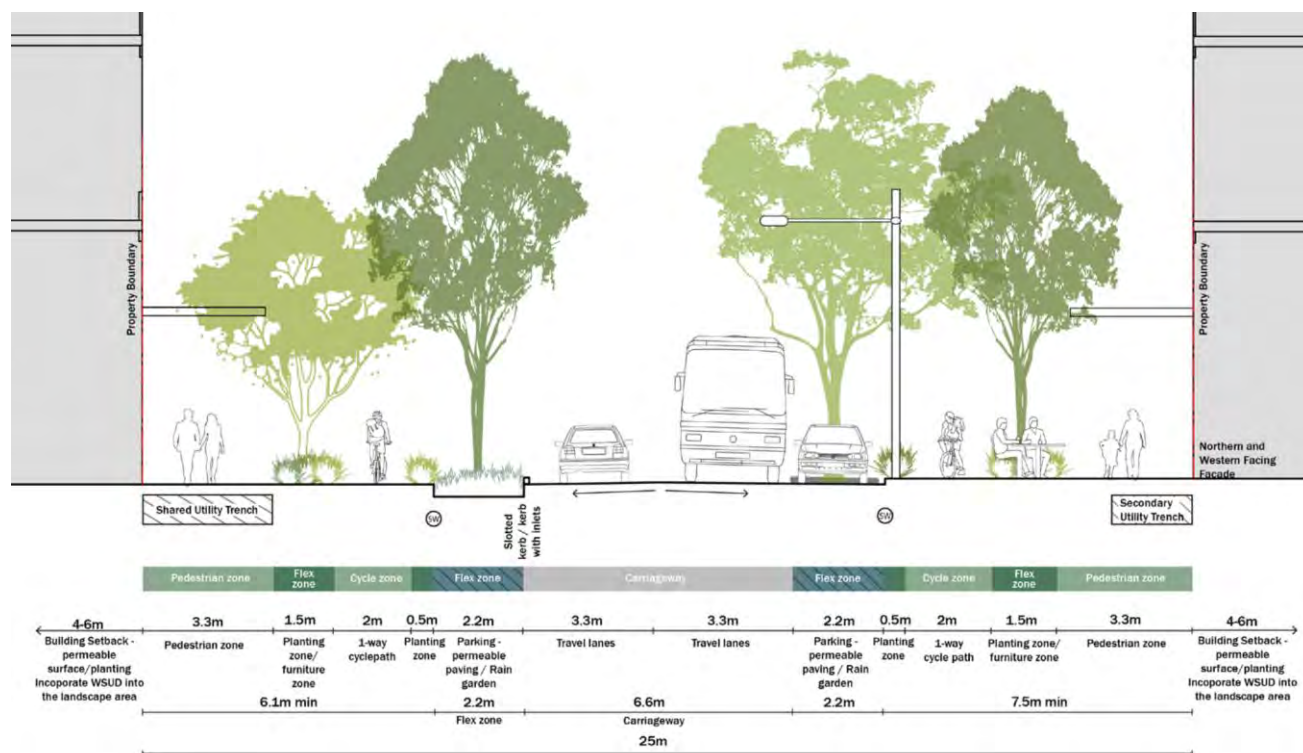 Property Boundary
Property Boundary
Northern and
Western Facing
Facade
Shared Utility Trench
SW
Slotted
kerb / kerb
with inlets
SW
Secondary
Utility Trench
Pedestrian zone
Flex
zone
Cycle zone
Flex zone
Carriageway
Flex zone
Cycle zone
Flex
zone
Pedestrian zone
4-6m
Building Setback -
permeable
surface/planting
Incoporate WSUD into
the landscape area
3.3m
Pedestrian zone
1.5m
Planting
zone/
furniture
zone
2m
1-way
cyclepath
0.5m
Planting
zone
2.2m
Parking -
permeable
paving / Rain
garden
3.3m
Travel lanes
3.3m
Travel lanes
2.2m
Parking -
permeable
paving / Rain
garden
0.5m
Planting
zone
2m
1-way
cycle path
1.5m
Planting zone/
furniture zone
3.3m
Pedestrian zone
4-6m
Building Setback -
permeable
surface/planting
Incoporate WSUD into
the landscape area
6.1m min
2.2m
Flex zone
6.6m
Carriageway
2.2m
7.5m min
25m